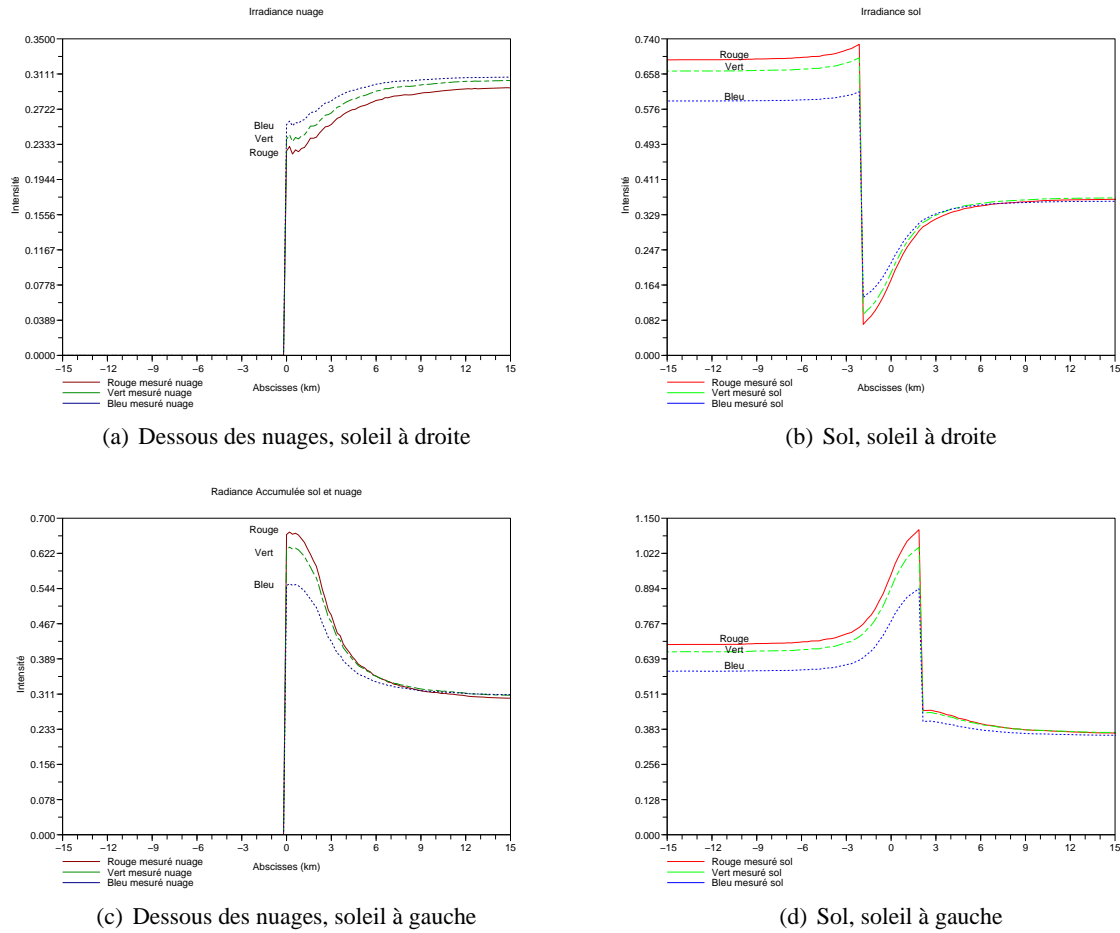 Irradiance nuage
0.3500
0.3111
0.2722
0.2333
0.1944
0.1556
0.1167
0.0778
0.0389
0.0000
Intensité
Bleu
Vert
Rouge
−15 −12 −9 −6 −3 0 3 6 9 12 15
Abscisses (km)
Rouge mesuré nuage
Vert mesuré nuage
Bleu mesuré nuage
(a) Dessous des nuages, soleil à droite
Irradiance sol
0.740
0.658
0.576
0.493
0.411
0.329
0.247
0.164
0.082
0.000
Intensité
Rouge
Vert
Bleu
−15 −12 −9 −6 −3 0 3 6 9 12 15
Abscisses (km)
Rouge mesuré sol
Vert mesuré sol
Bleu mesuré sol
(b) Sol, soleil à droite
Radiance Accumulée sol et nuage
0.700
0.622
0.544
0.467
0.389
0.311
0.233
0.156
0.078
0.000
Intensité
Rouge
Vert
Bleu
−15 −12 −9 −6 −3 0 3 6 9 12 15
Abscisses (km)
Rouge mesuré nuage
Vert mesuré nuage
Bleu mesuré nuage
(c) Dessous des nuages, soleil à gauche
1.150
1.022
0.894
0.767
0.639
0.511
0.383
0.256
0.128
0.000
Rouge
Vert
Bleu
−15 −12 −9 −6 −3 0 3 6 9 12 15
Rouge mesuré sol
Vert mesuré sol
Bleu mesuré sol
(d) Sol, soleil à gauche